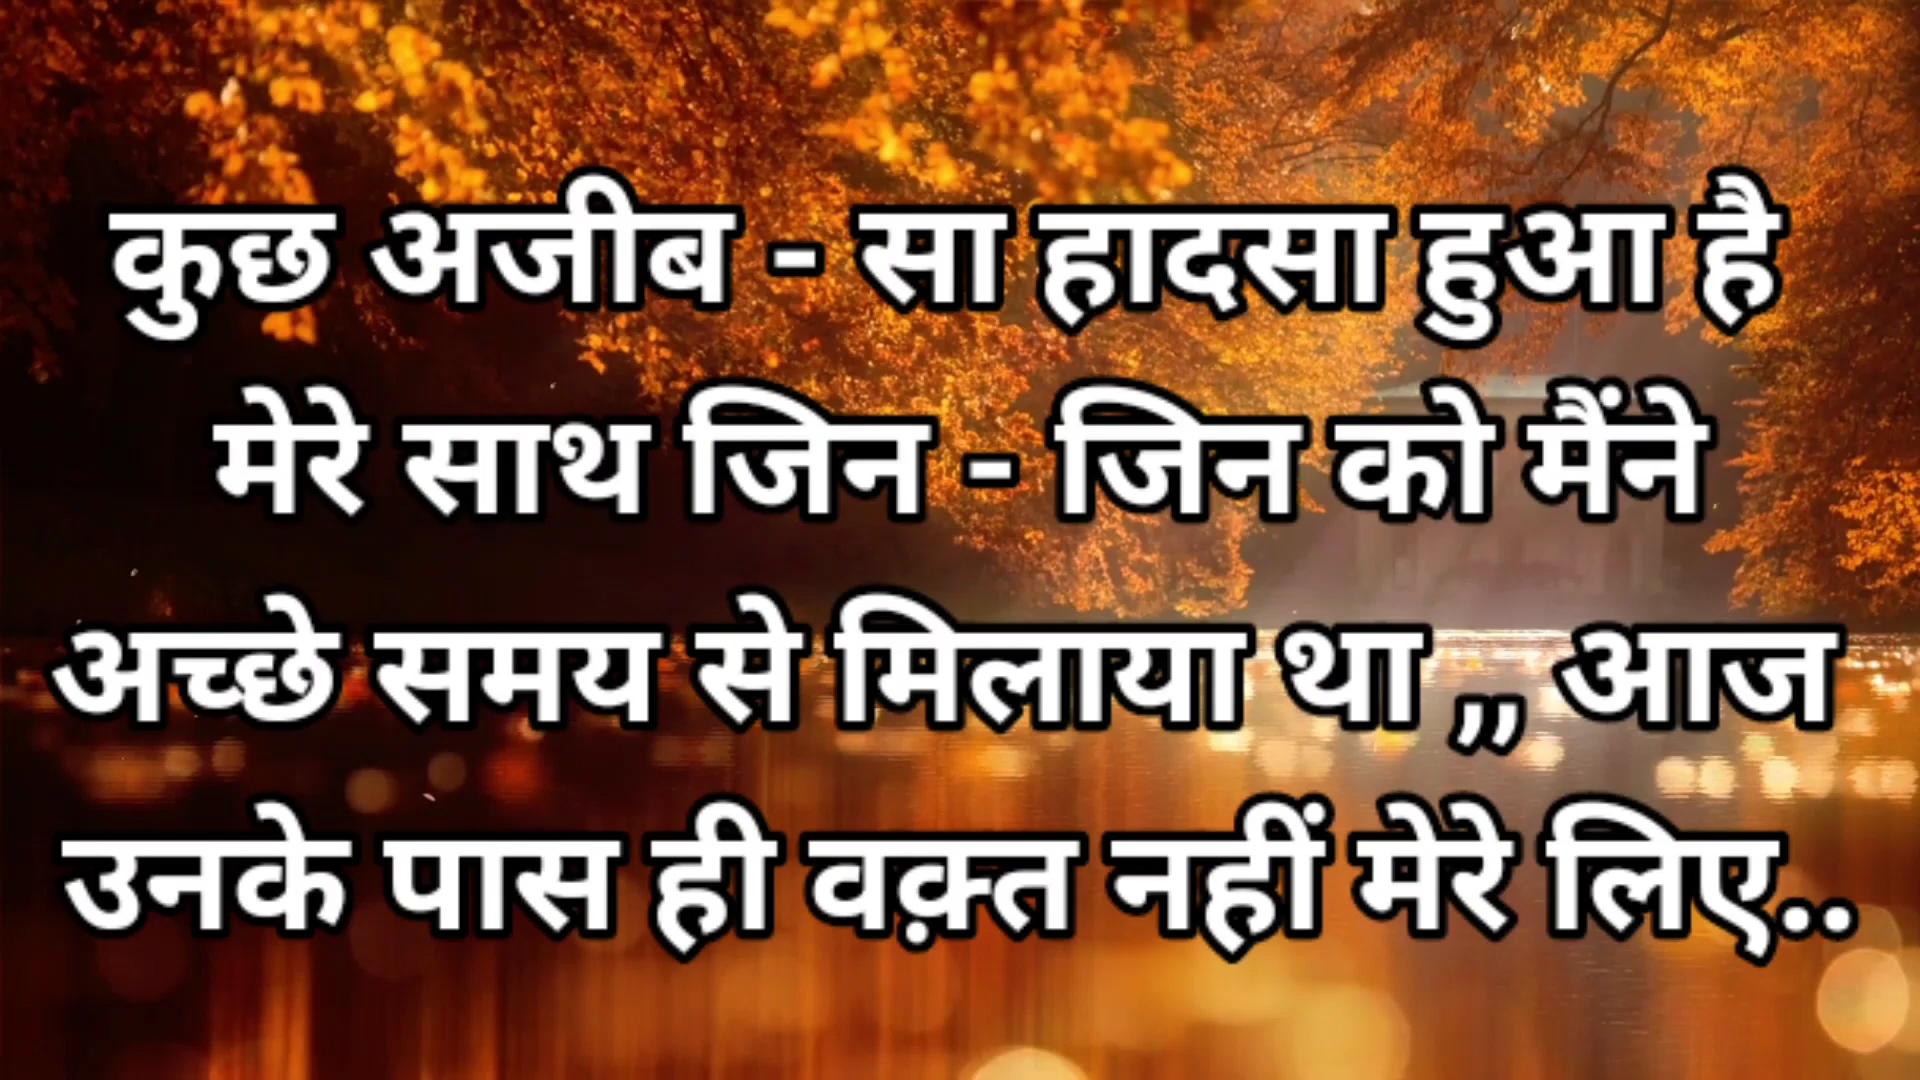 कुछ अजीब - सा हादसा हुआ है
मेरे साथ जिन - जिन को मैंने
अच्छे समय से मिलाया था ,, आज
उनके पास ही वक़्त नहीं मेरे लिए..